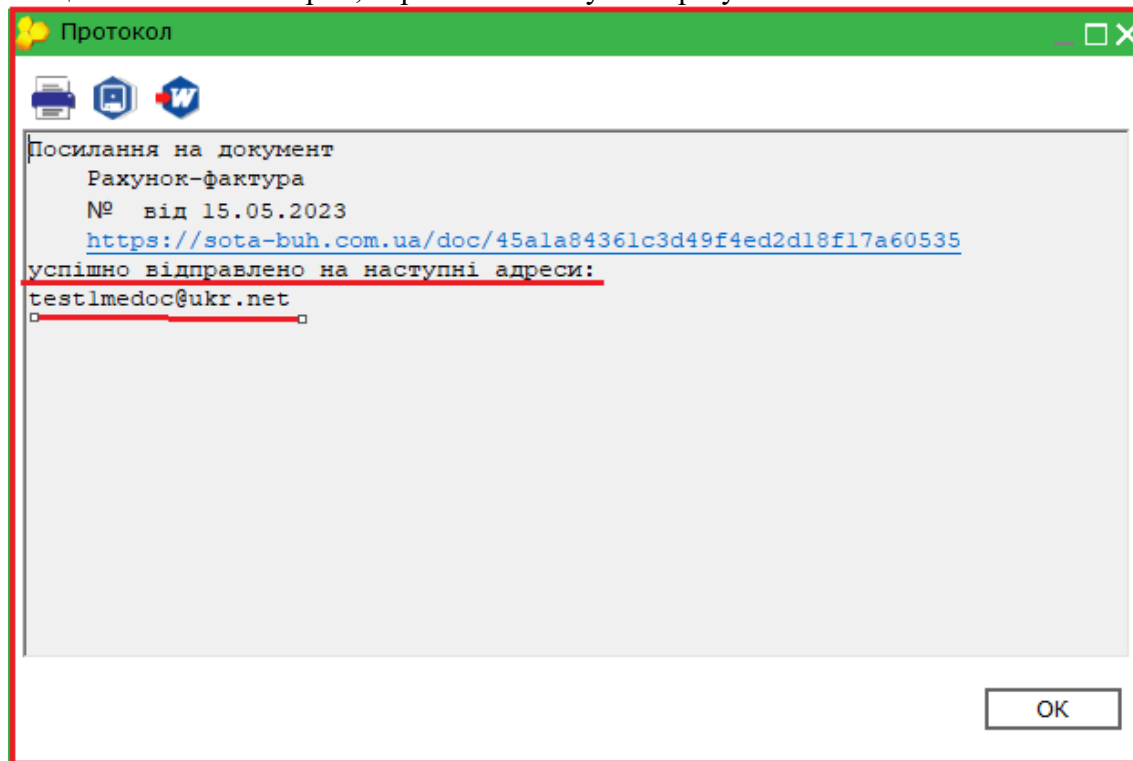 Протокол
Посилання на документ
Рахунок-фактура
№ від 15.05.2023
https://sota-buh.com.ua/doc/45a1a84361c3d49f4ed2d18f17a60535
успішно відправлено на наступні адреси:
test1medoc@ukr.net
OK